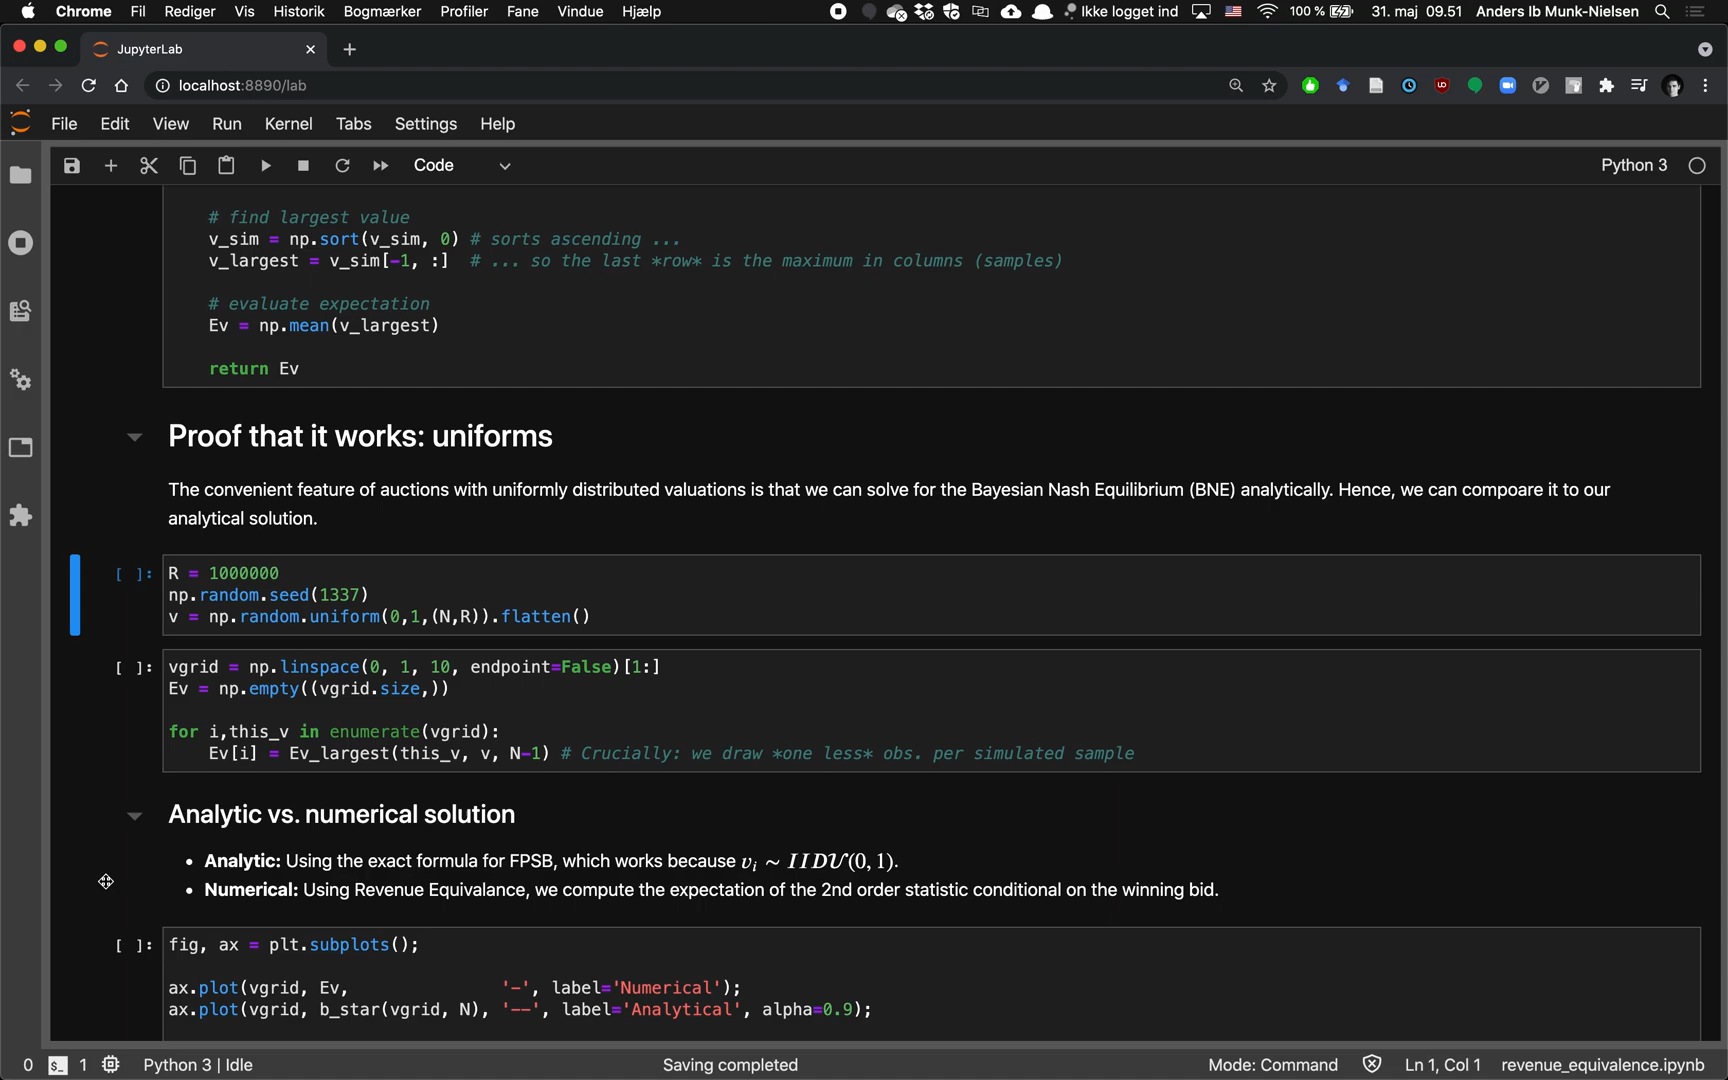 Chrome Fil Rediger Vis Historik Bogmærker Profiler Fane Vindue Hjælp Ikke logget ind 100 % 31. maj 09.51 Anders Ib Munk-Nielsen
JupyterLab
localhost:8890/lab
File Edit View Run Kernel Tabs Settings Help
Code Python 3
# find largest value
v_sim = np.sort(v_sim, 0) # sorts ascending ...
v_largest = v_sim[-1, :] # ... so the last *row* is the maximum in columns (samples)
# evaluate expectation
Ev = np.mean(v_largest)
return Ev
Proof that it works: uniforms
The convenient feature of auctions with uniformly distributed valuations is that we can solve for the Bayesian Nash Equilibrium (BNE) analytically. Hence, we can compoare it to our
analytical solution.
[ ]: R = 1000000
np.random.seed(1337)
v = np.random.uniform(0,1,(N,R)).flatten()
[ ]: vgrid = np.linspace(0, 1, 10, endpoint=False)[1:]
Ev = np.empty((vgrid.size,))
for i,this_v in enumerate(vgrid):
Ev[i] = Ev_largest(this_v, v, N-1) # Crucially: we draw *one less* obs. per simulated sample
Analytic vs. numerical solution
• Analytic: Using the exact formula for FPSB, which works because v_i ∼ IIDU(0, 1).
• Numerical: Using Revenue Equivalance, we compute the expectation of the 2nd order statistic conditional on the winning bid.
[ ]: fig, ax = plt.subplots();
ax.plot(vgrid, Ev, '-', label='Numerical');
ax.plot(vgrid, b_star(vgrid, N), '--', label='Analytical', alpha=0.9);
0 $_ 1 Python 3 | Idle Saving completed Mode: Command Ln 1, Col 1 revenue_equivalence.ipynb